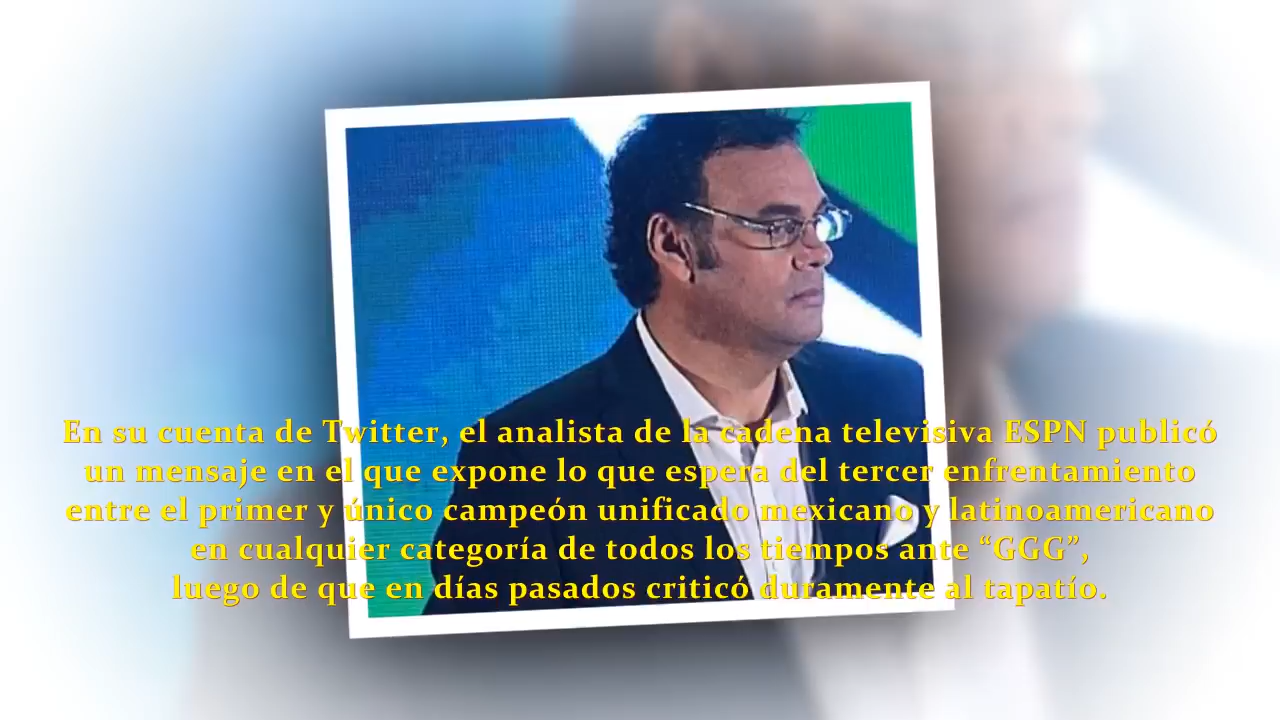 En su cuenta de Twitter, el analista de la cadena televisiva ESPN publicó
un mensaje en el que expone lo que espera del tercer enfrentamiento
entre el primer y único campeón unificado mexicano y latinoamericano
en cualquier categoría de todos los tiempos ante “GGG”,
luego de que en días pasados criticó duramente al tapatío.